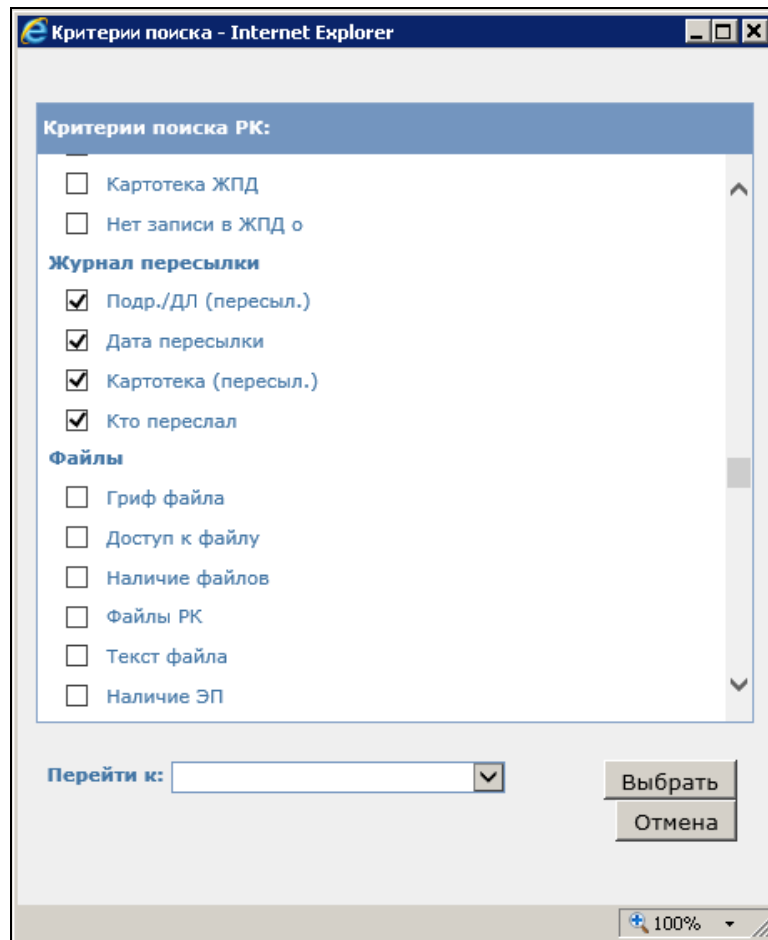 Критерии поиска - Internet Explorer
Критерии поиска РК:
Картотека ЖПД
Нет записи в ЖПД о
Журнал пересылки
Подр./ДЛ (пересыл.)
Дата пересылки
Картотека (пересыл.)
Кто переслал
Файлы
Гриф файла
Доступ к файлу
Наличие файлов
Файлы РК
Текст файла
Наличие ЭП
Перейти к:
Выбрать
Отмена
100%